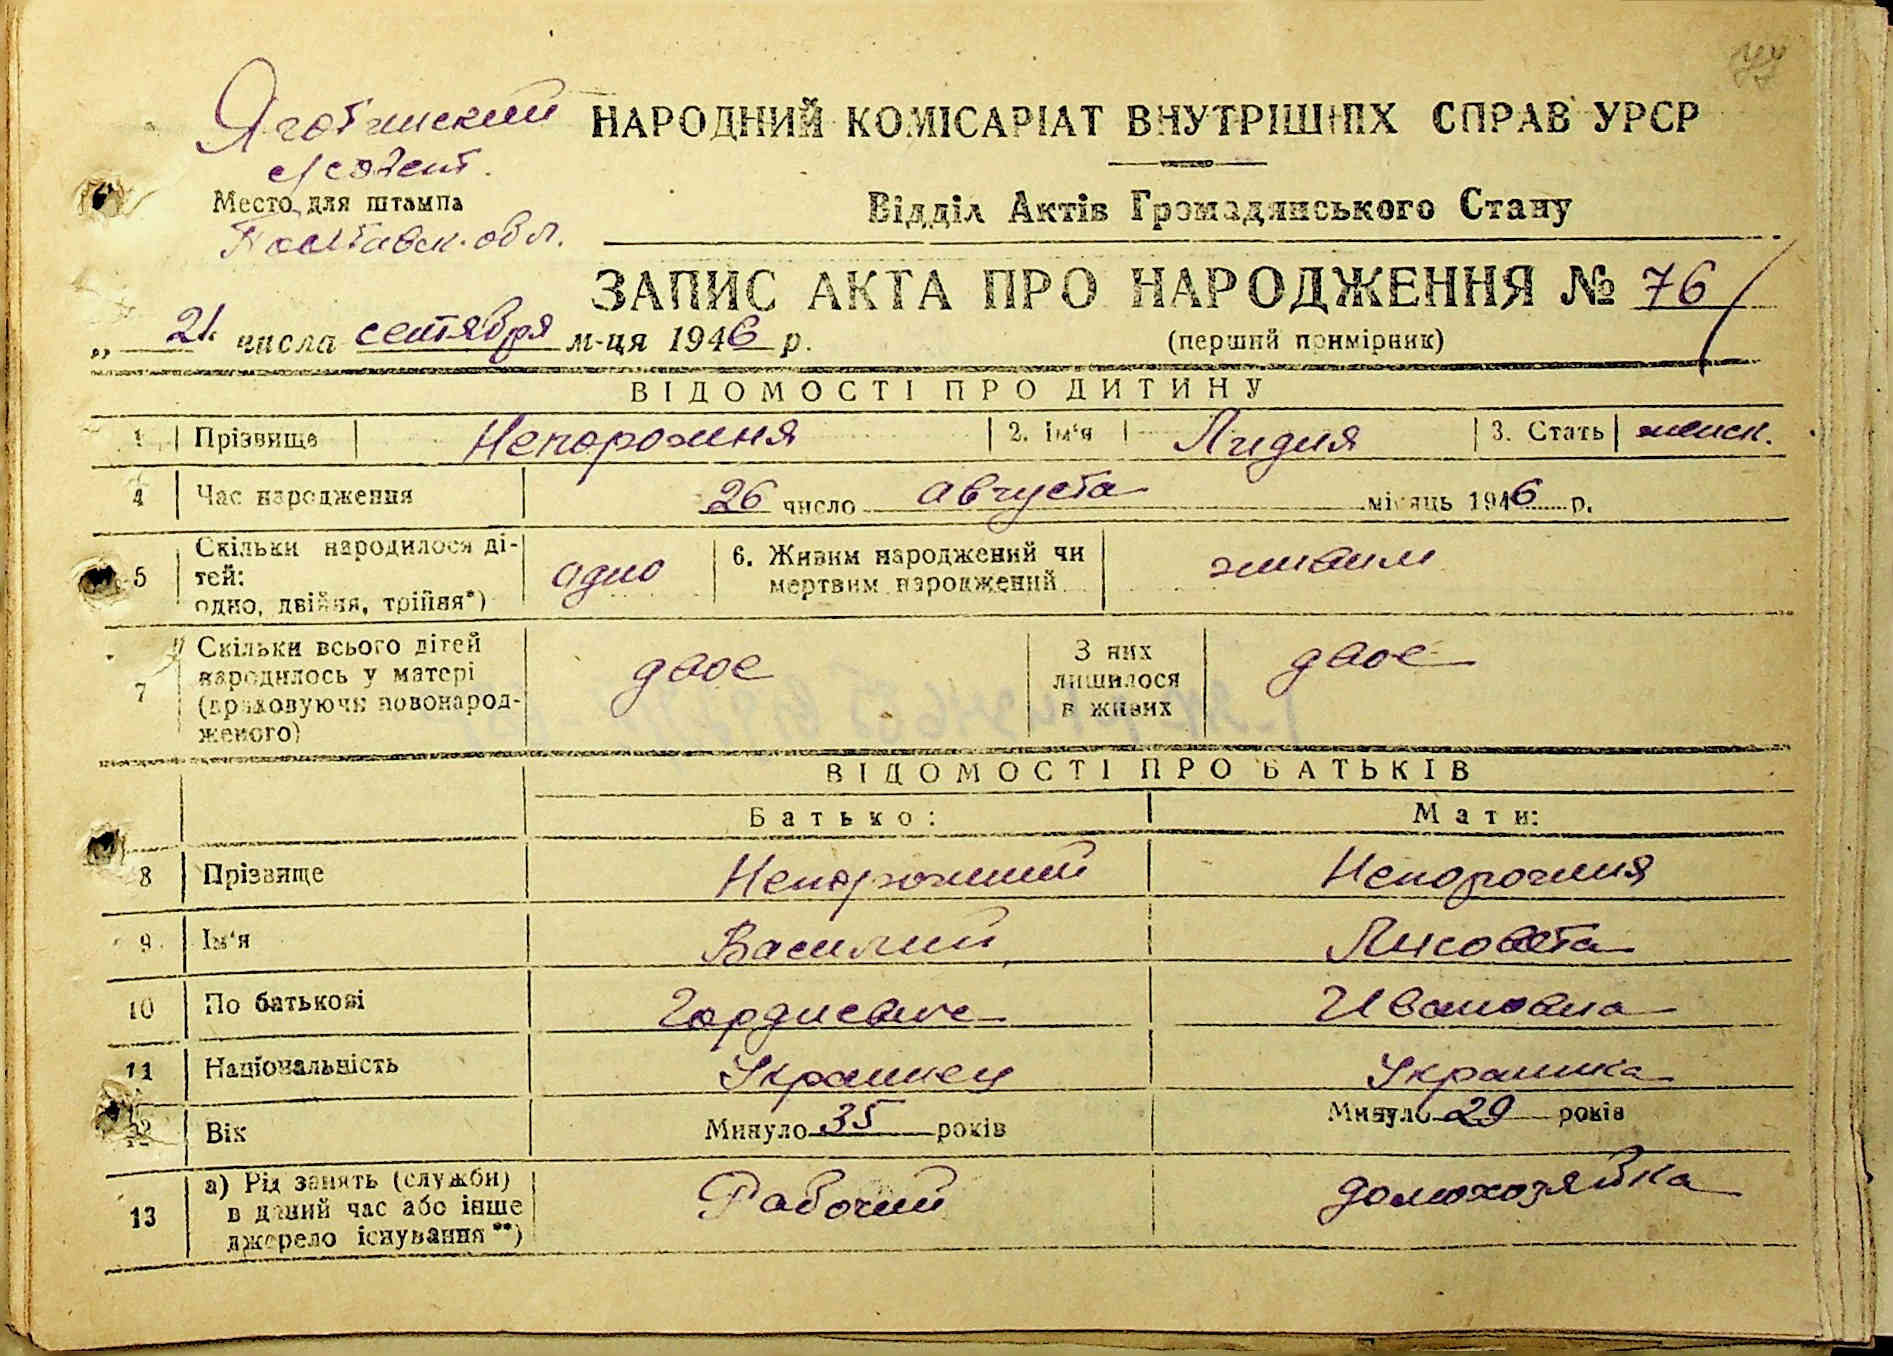 77
Яготинский
НАРОДНИЙ КОМІСАРІАТ ВНУТРІШНІХ СПРАВ УРСР
Место для штампа
Полтавск. обл.
Відділ Актів Громадянського Стану
ЗАПИС АКТА ПРО НАРОДЖЕННЯ № 76
„ 21 числа сентября м-ця 1946 р.
(перший примірник)
ВІДОМОСТІ ПРО ДИТИНУ
1 Прізвище Непорожня 2. Ім'я Лидия 3. Стать женск.
4 Час народження 26 число августа місяць 1946 р.
5 Скільки народилося ді-
тей:
одно, двійня, трійня*) одно
6. Живим народжений чи
мертвим народжений живим
7 Скільки всього дітей
народилось у матері
(враховуючи новонарод-
женого) двое
З них
лишилося
в живих двое
ВІДОМОСТІ ПРО БАТЬКІВ
Батько: Мати:
8 Прізвище Непорожний Непорожня
9 Ім'я Василий Лисовета
10 По батькові Гордиевич Ивановна
11 Національність Украинец Украинка
12 Вік Минуло 35 років Минуло 29 років
13 а) Рід занять (служби)
в даний час або інше
джерело існування**) Рабочий домохозяйка